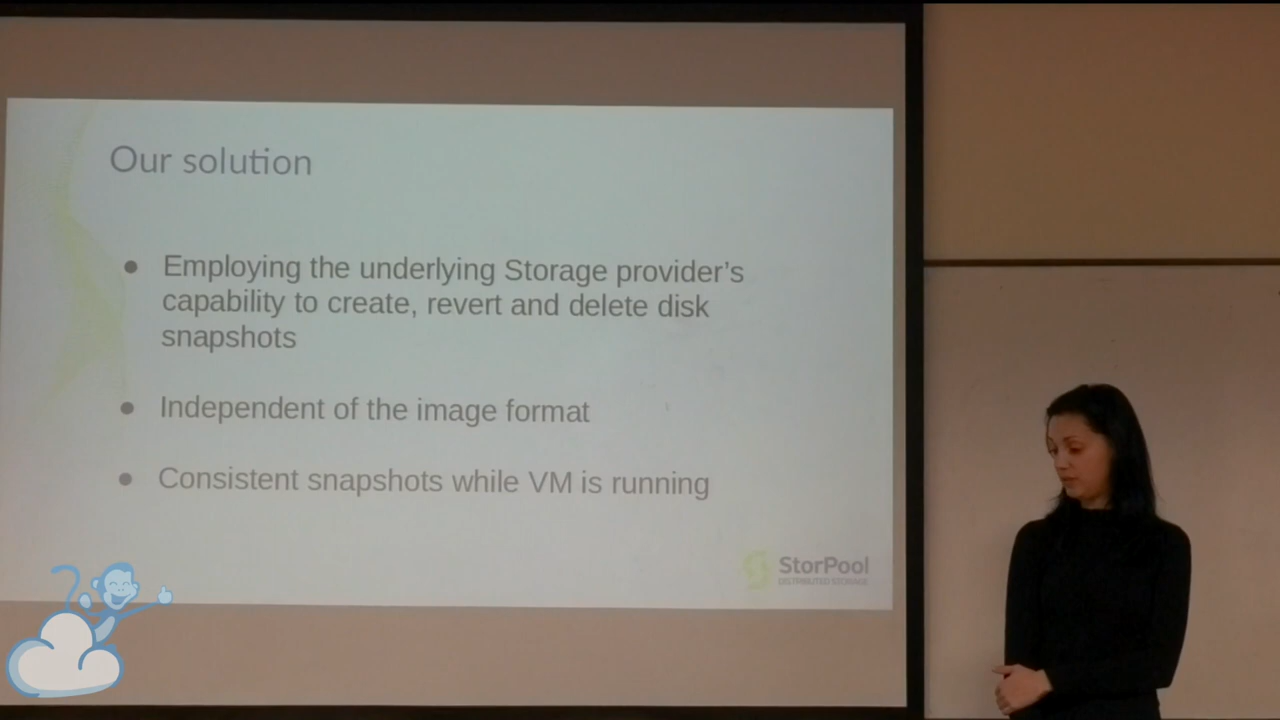 Our solution
● Employing the underlying Storage provider’s
capability to create, revert and delete disk
snapshots
● Independent of the image format
● Consistent snapshots while VM is running
StorPool
DISTRIBUTED STORAGE